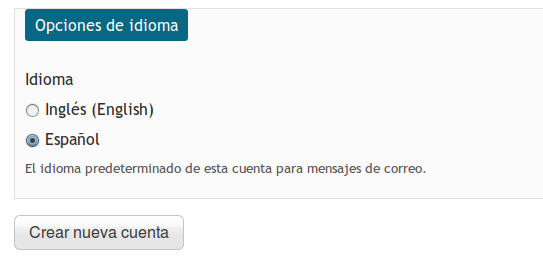 Opciones de idioma
Idioma
Inglés (English)
Español
El idioma predeterminado de esta cuenta para mensajes de correo.
Crear nueva cuenta